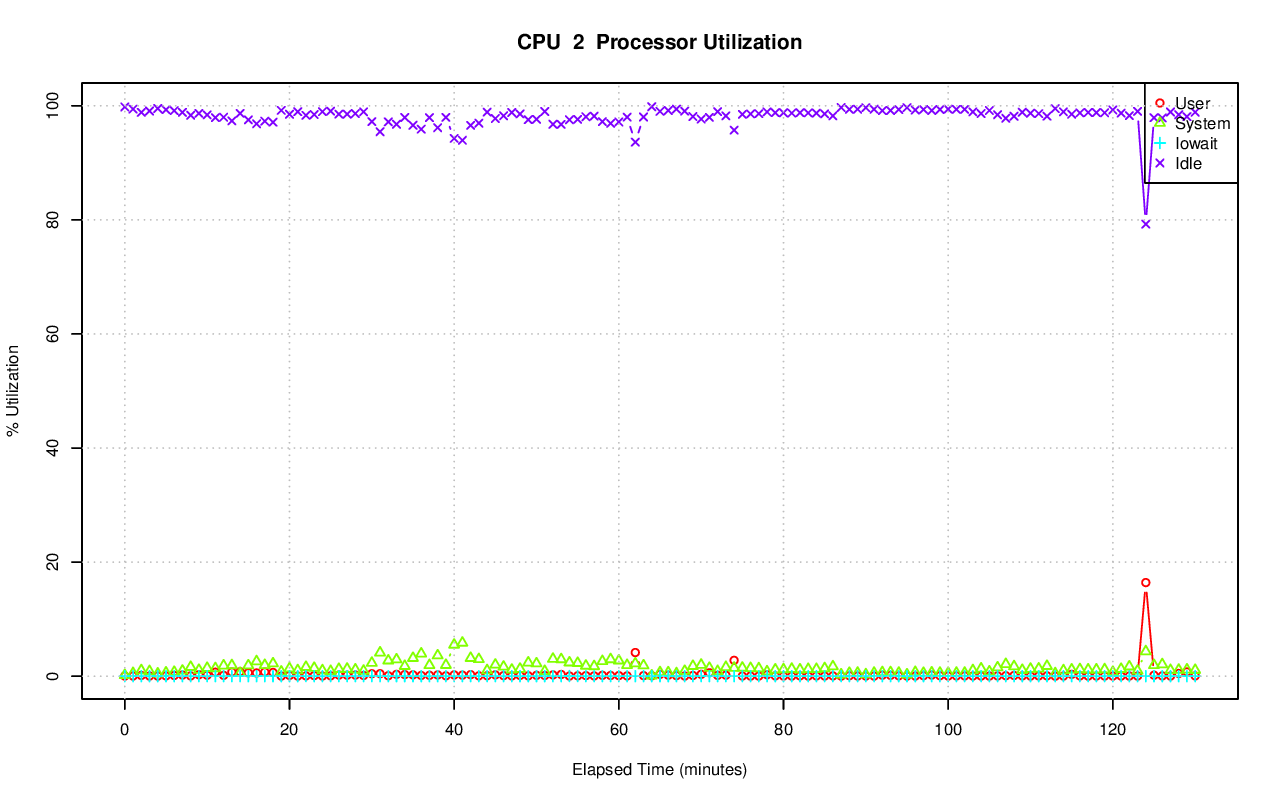 CPU 2 Processor Utilization
% Utilization
100
80
60
40
20
0
User
System
Iowait
Idle
0 20 40 60 80 100 120
Elapsed Time (minutes)